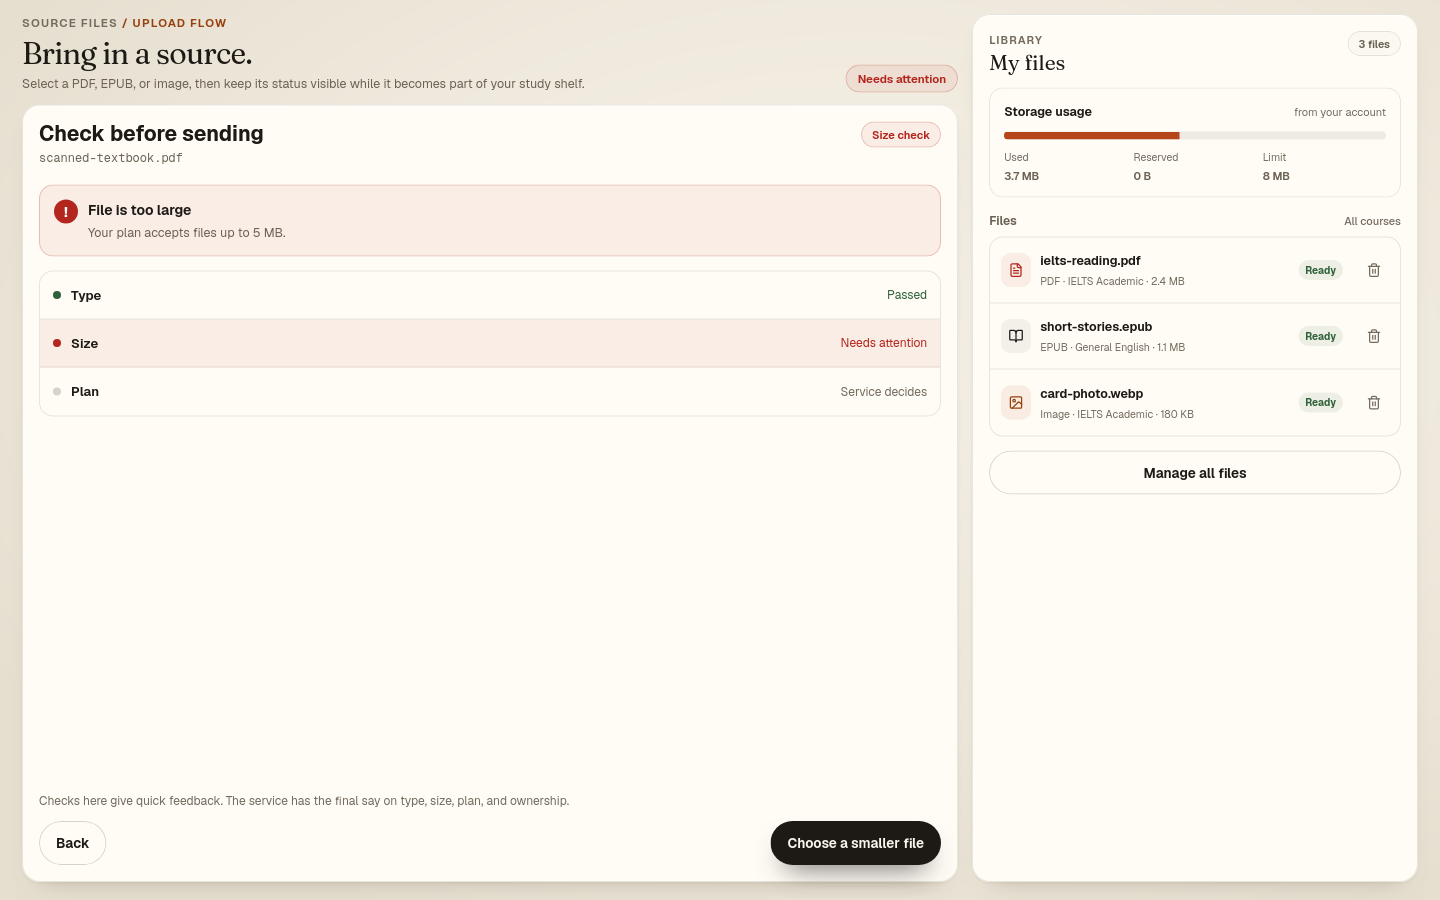 SOURCE FILES / UPLOAD FLOW
Bring in a source.
Select a PDF, EPUB, or image, then keep its status visible while it becomes part of your study shelf.
Needs attention
Check before sending
scanned-textbook.pdf
Size check
!
File is too large
Your plan accepts files up to 5 MB.
Type
Passed
Size
Needs attention
Plan
Service decides
Checks here give quick feedback. The service has the final say on type, size, plan, and ownership.
Back
Choose a smaller file
LIBRARY
My files
3 files
Storage usage
from your account
Used
Reserved
Limit
3.7 MB
0 B
8 MB
Files
All courses
ielts-reading.pdf
PDF · IELTS Academic · 2.4 MB
Ready
short-stories.epub
EPUB · General English · 1.1 MB
Ready
card-photo.webp
Image · IELTS Academic · 180 KB
Ready
Manage all files